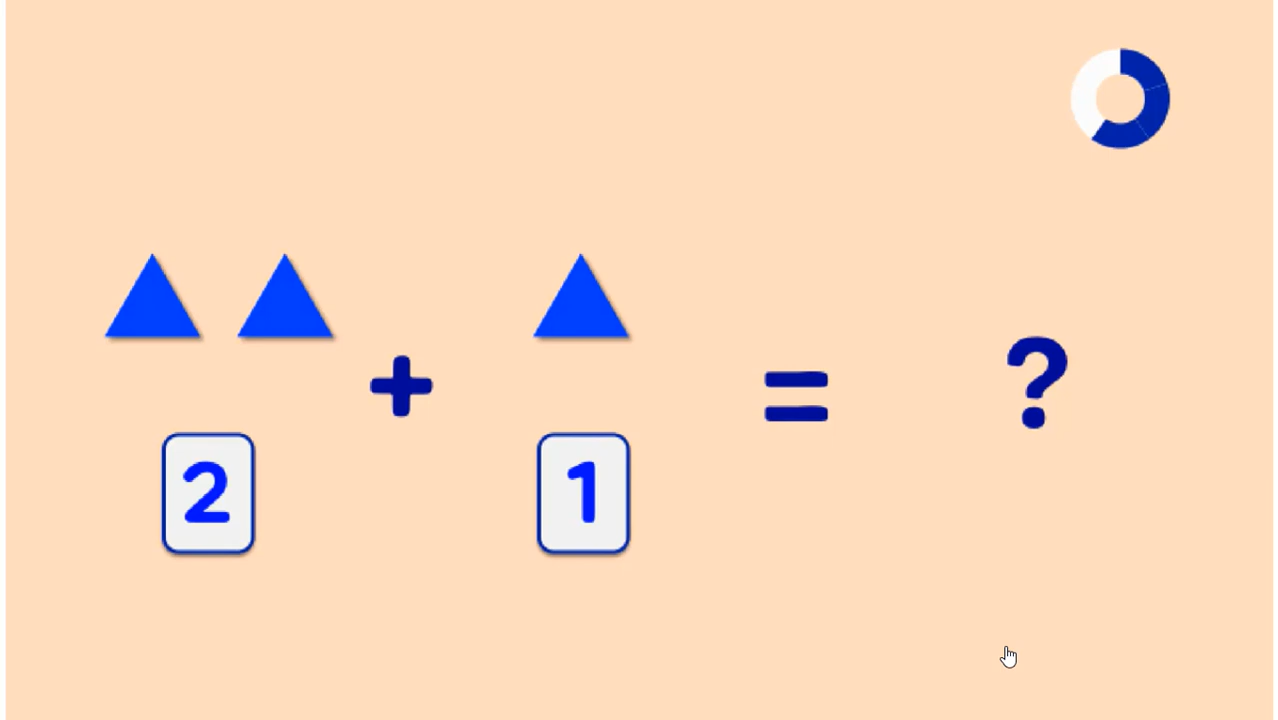 + = ?
2 1